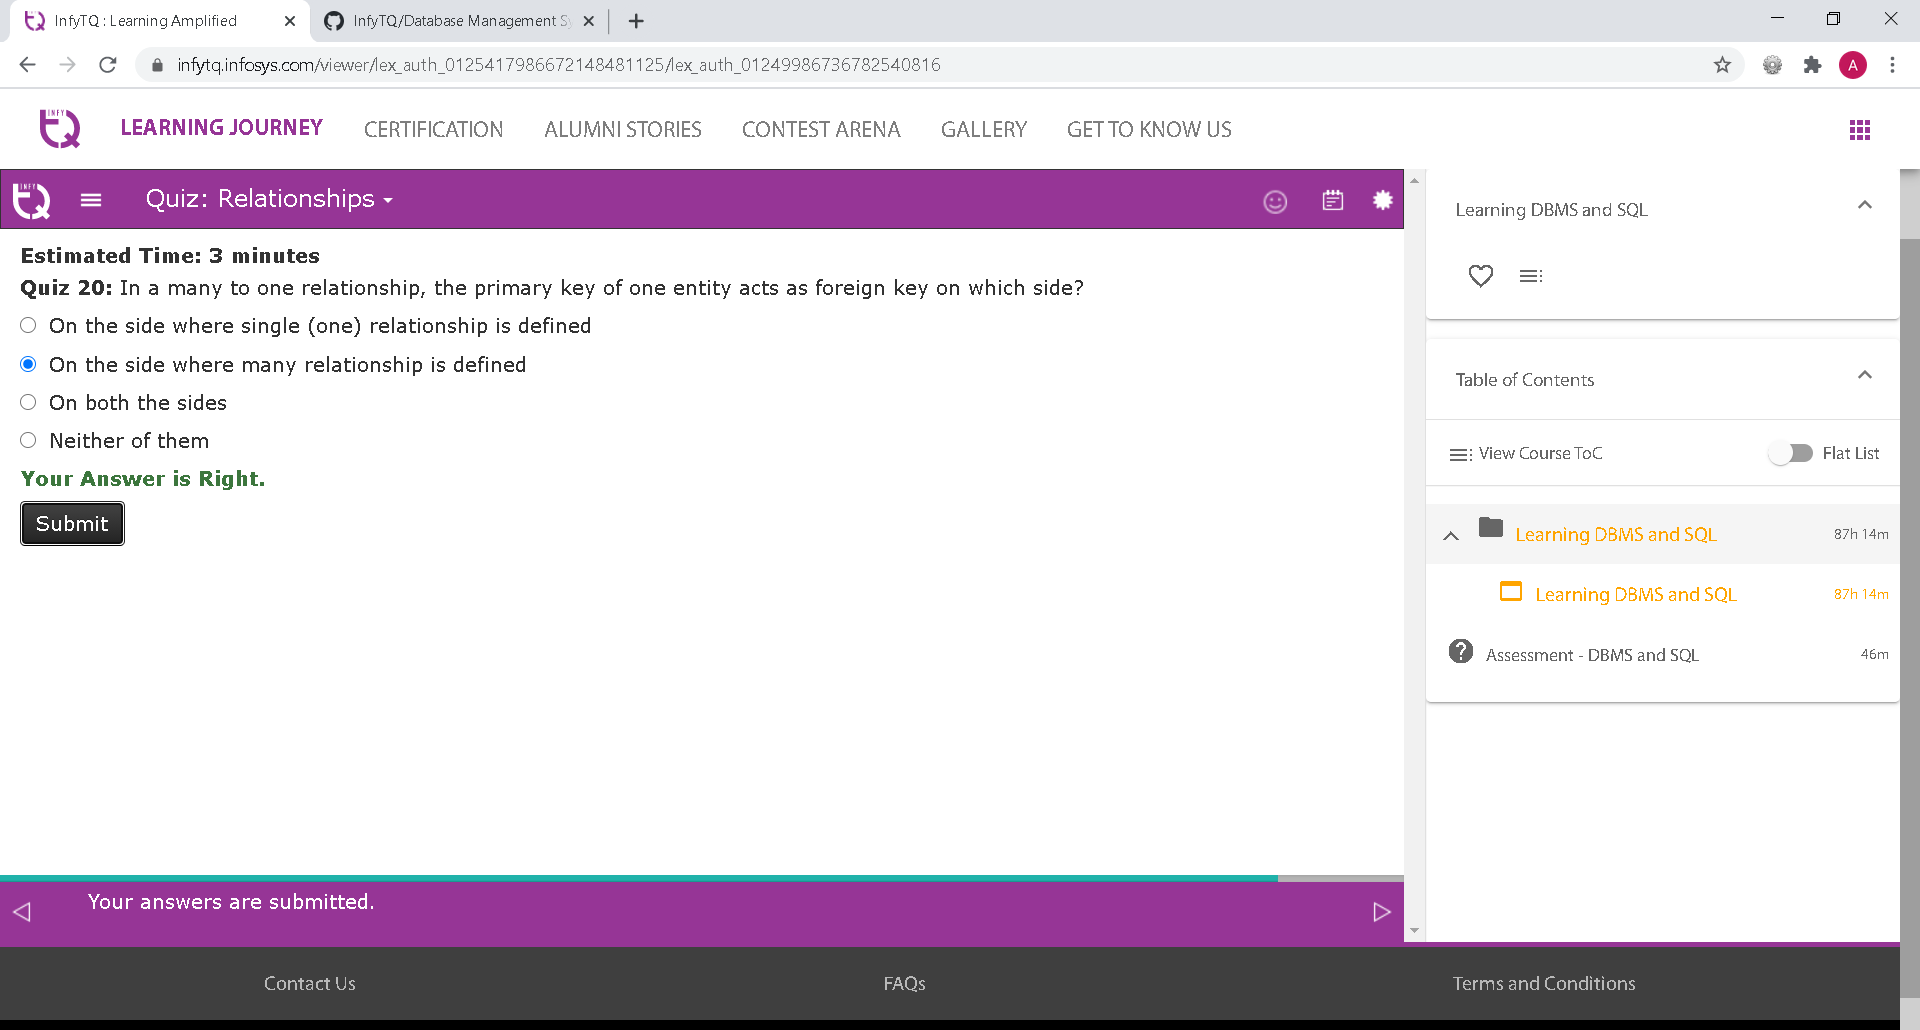 InfyTQ : Learning Amplified
InfyTQ/Database Management Sy
infytq.infosys.com/viewer/lex_auth_0125417986672148481125/lex_auth_01249986736782540816
A
INFY
TQ
LEARNING JOURNEY
CERTIFICATION
ALUMNI STORIES
CONTEST ARENA
GALLERY
GET TO KNOW US
INFY
TQ
Quiz: Relationships
Estimated Time: 3 minutes
Quiz 20: In a many to one relationship, the primary key of one entity acts as foreign key on which side?
On the side where single (one) relationship is defined
On the side where many relationship is defined
On both the sides
Neither of them
Your Answer is Right.
Submit
Your answers are submitted.
Learning DBMS and SQL
Table of Contents
View Course ToC
Flat List
Learning DBMS and SQL 87h 14m
Learning DBMS and SQL 87h 14m
Assessment - DBMS and SQL 46m
Contact Us
FAQs
Terms and Conditions